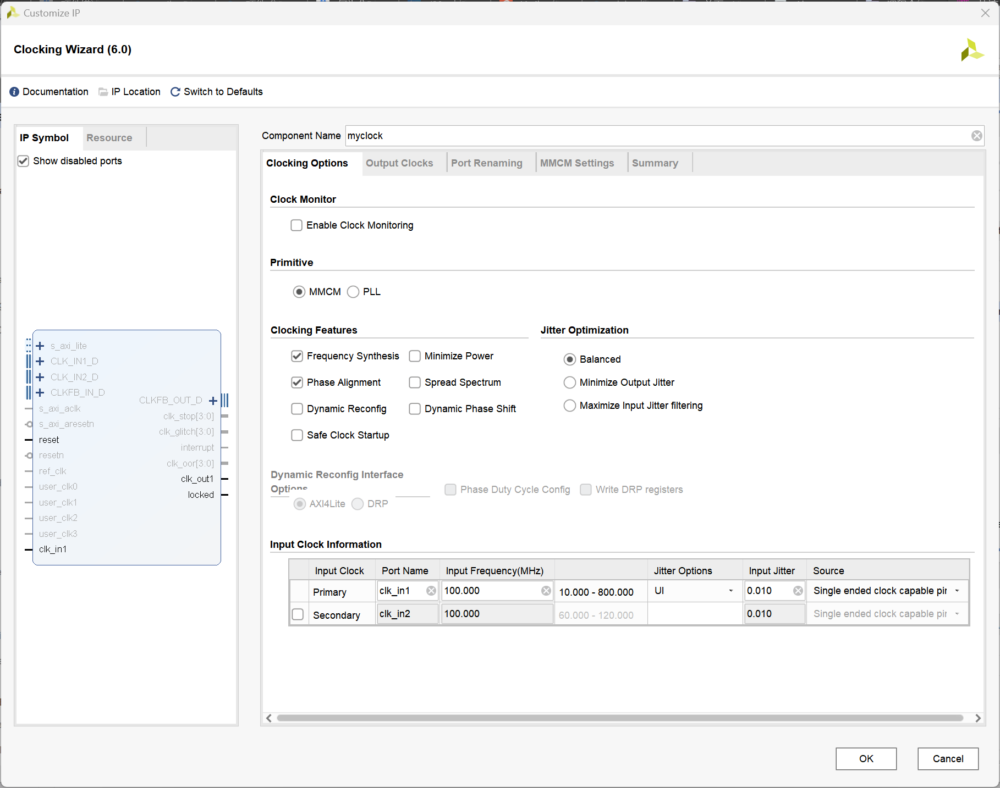 Customize IP
Clocking Wizard (6.0)
Documentation IP Location Switch to Defaults
IP Symbol Resource
Show disabled ports
s_axi_lite
CLK_IN1_D
CLK_IN2_D
CLKFB_IN_D
s_axi_aclk
s_axi_aresetn
reset
resetn
ref_clk
user_clk0
user_clk1
user_clk2
user_clk3
clk_in1
CLKFB_OUT_D
clk_stop[3:0]
clk_glitch[3:0]
interrupt
clk_oor[3:0]
clk_out1
locked
Component Name myclock
Clocking Options Output Clocks Port Renaming MMCM Settings Summary
Clock Monitor
Enable Clock Monitoring
Primitive
MMCM PLL
Clocking Features
Frequency Synthesis Minimize Power
Phase Alignment Spread Spectrum
Dynamic Reconfig Dynamic Phase Shift
Safe Clock Startup
Jitter Optimization
Balanced
Minimize Output Jitter
Maximize Input Jitter filtering
Dynamic Reconfig Interface
Options
AXI4Lite DRP
Phase Duty Cycle Config Write DRP registers
Input Clock Information
Input Clock Port Name Input Frequency(MHz) Jitter Options Input Jitter Source
Primary clk_in1 100.000 10.000 - 800.000 UI 0.010 Single ended clock capable pin
Secondary clk_in2 100.000 60.000 - 120.000 0.010 Single ended clock capable pin
OK Cancel